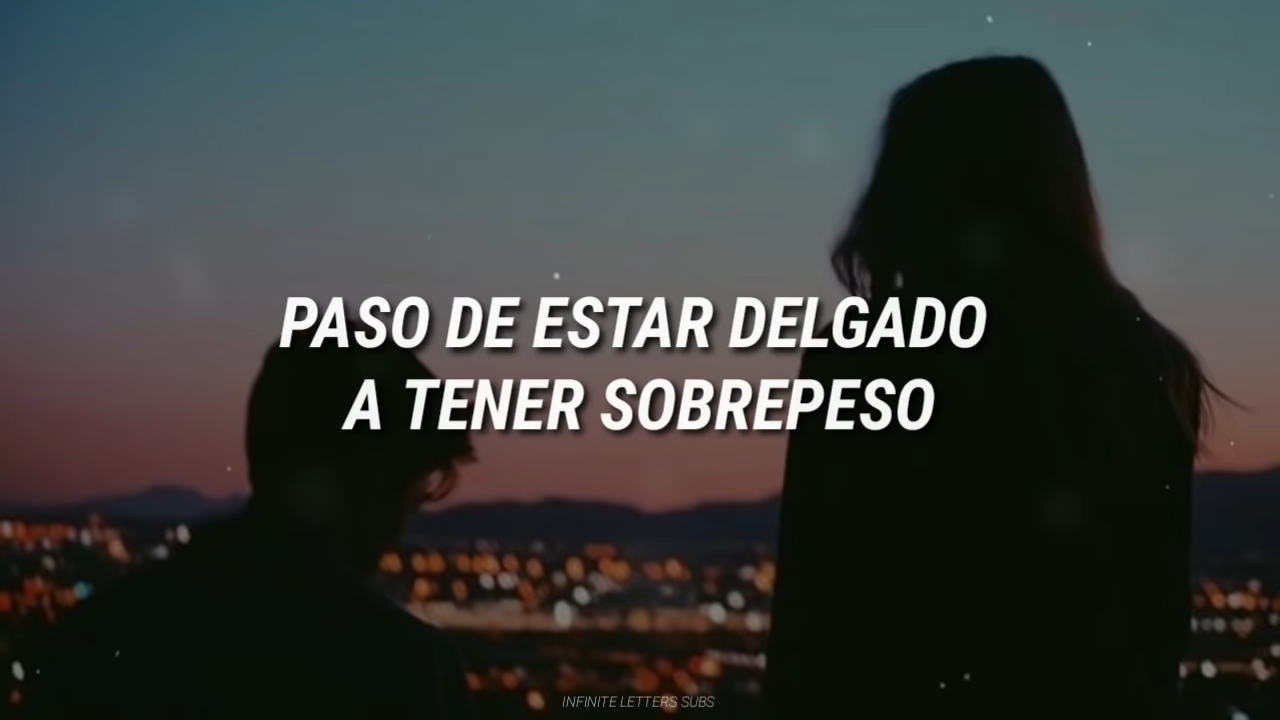 PASO DE ESTAR DELGADO
A TENER SOBREPESO
INFINITE LETTERS SUBS